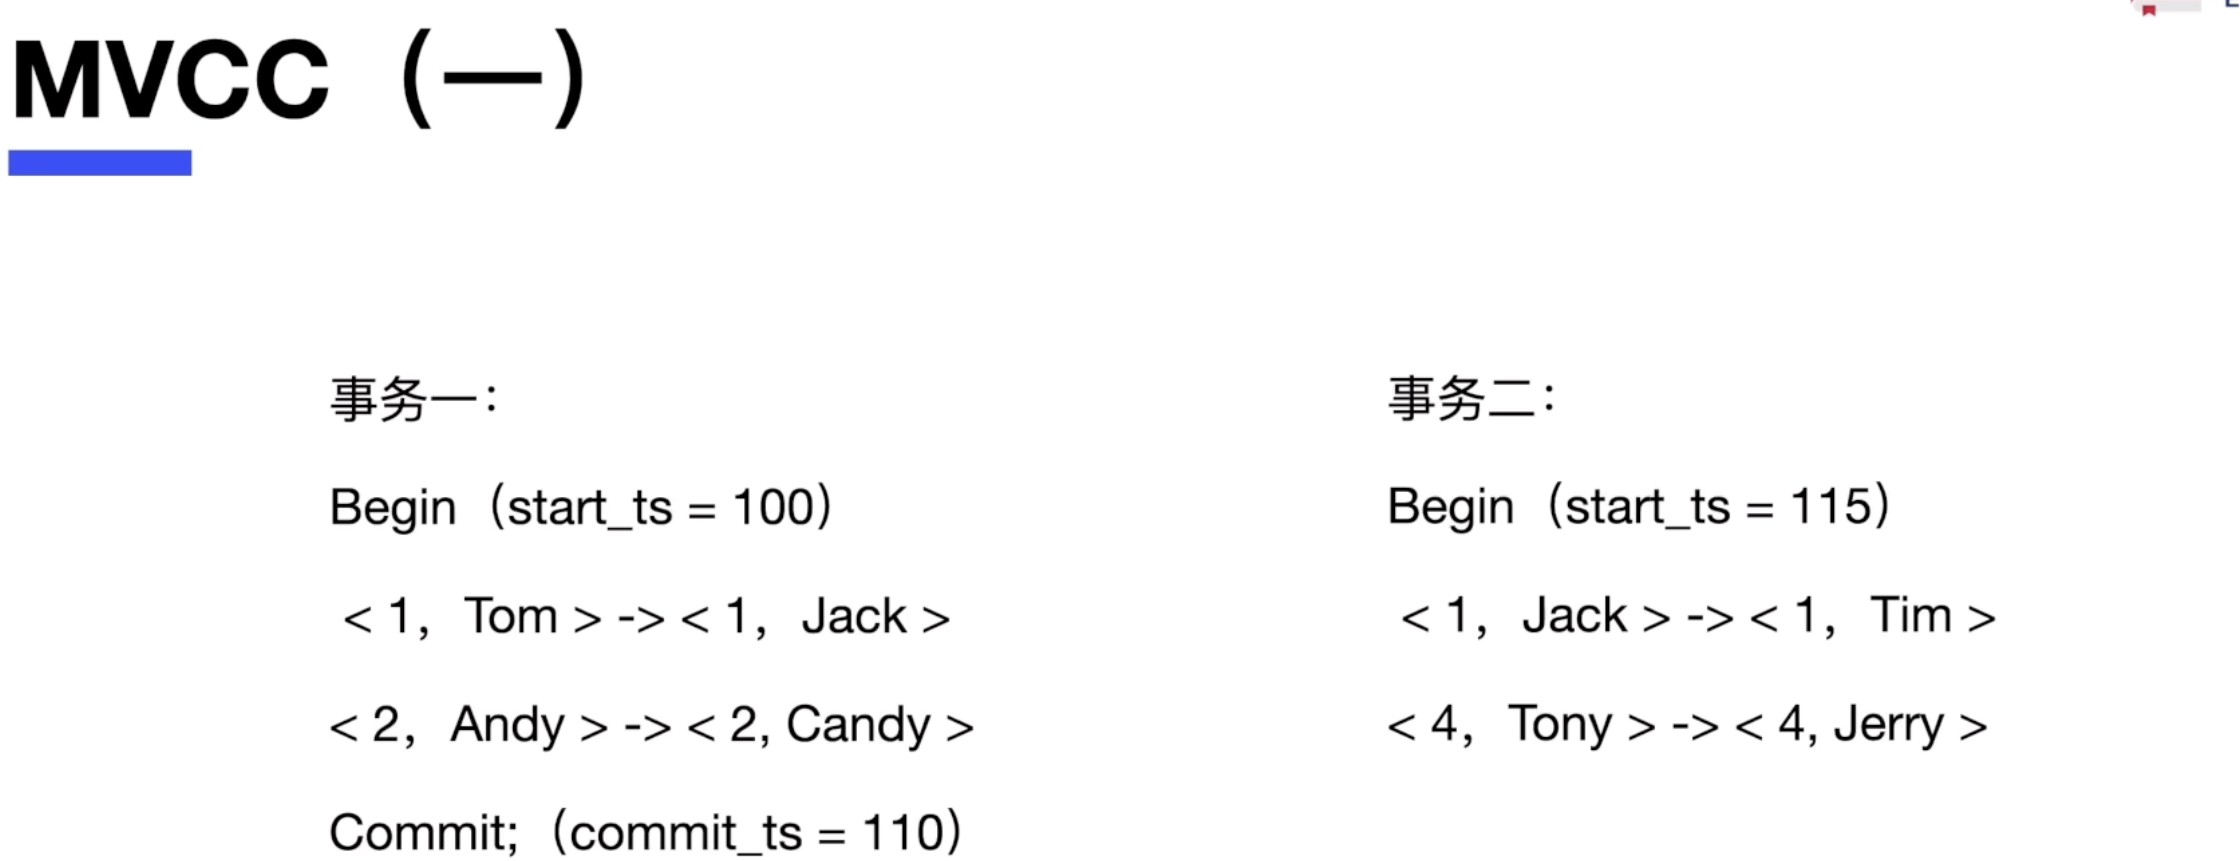 MVCC（一）
事务一：
Begin（start_ts = 100）
< 1，Tom > -> < 1，Jack >
< 2，Andy > -> < 2, Candy >
Commit;（commit_ts = 110）
事务二：
Begin（start_ts = 115）
< 1，Jack > -> < 1，Tim >
< 4，Tony > -> < 4, Jerry >